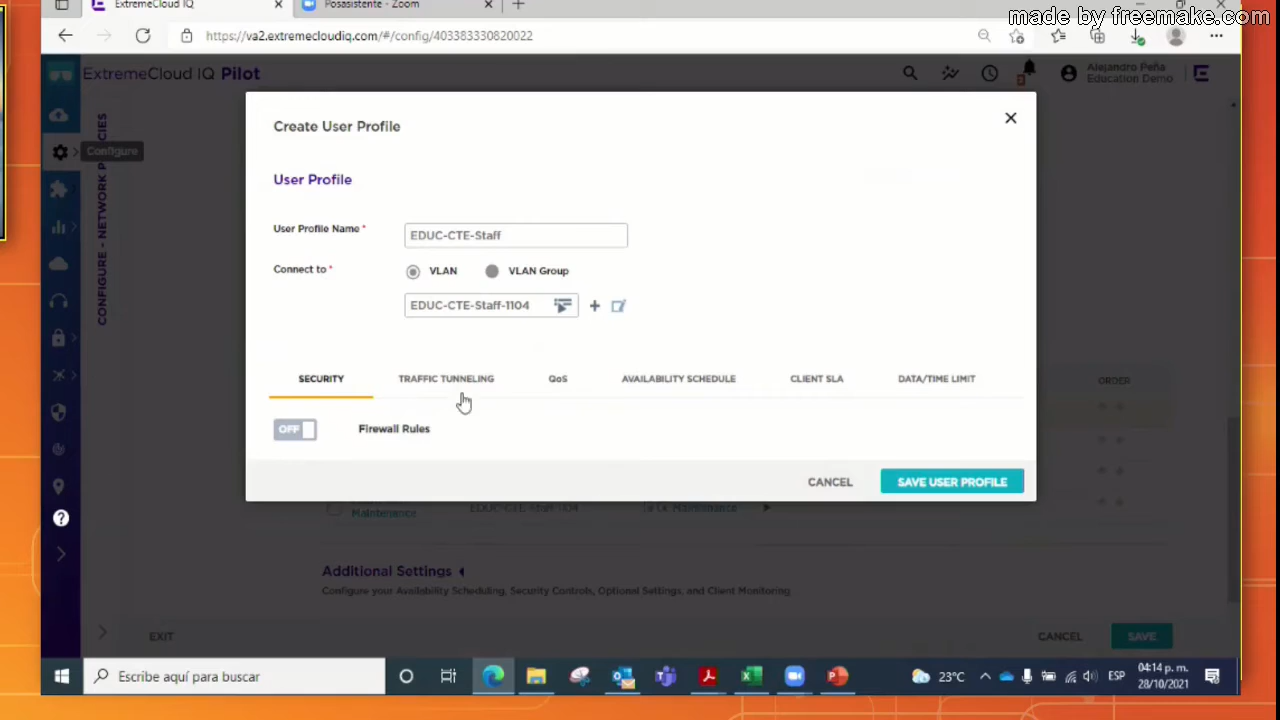 made by freemake.com
ExtremeCloud IQ
Posasistente - Zoom
https://va2.extremecloudiq.com/#/config/403383330820022
ExtremeCloud IQ Pilot
Alejandro Peña
Education Demo
Configure
CONFIGURE - NETWORK POLICIES
Create User Profile
User Profile
User Profile Name *
EDUC-CTE-Staff
Connect to *
VLAN
VLAN Group
EDUC-CTE-Staff-1104
SECURITY
TRAFFIC TUNNELING
QoS
AVAILABILITY SCHEDULE
CLIENT SLA
DATA/TIME LIMIT
ORDER
OFF
Firewall Rules
CANCEL
SAVE USER PROFILE
Maintenance
Additional Settings
Configure your Availability Scheduling, Security Controls, Optional Settings, and Client Monitoring
EXIT
CANCEL
SAVE
Escribe aquí para buscar
23°C
ESP
04:14 p. m.
28/10/2021